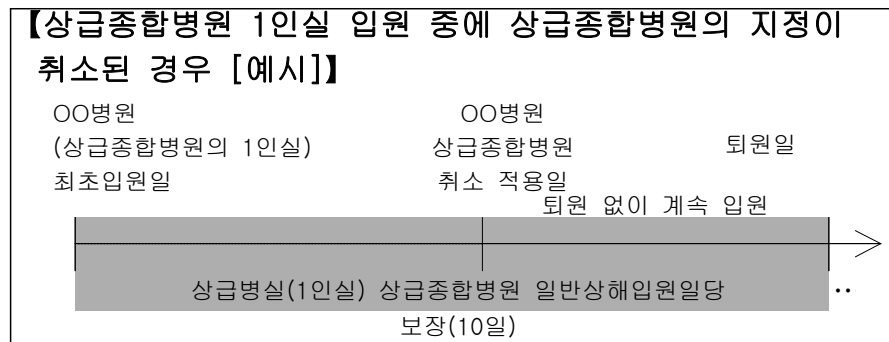 【상급종합병원 1인실 입원 중에 상급종합병원의 지정이
취소된 경우 [예시]】
OO병원
(상급종합병원의 1인실)
최초입원일
OO병원
상급종합병원
취소 적용일
퇴원일
퇴원 없이 계속 입원
상급병실(1인실) 상급종합병원 일반상해입원일당
보장(10일)
..